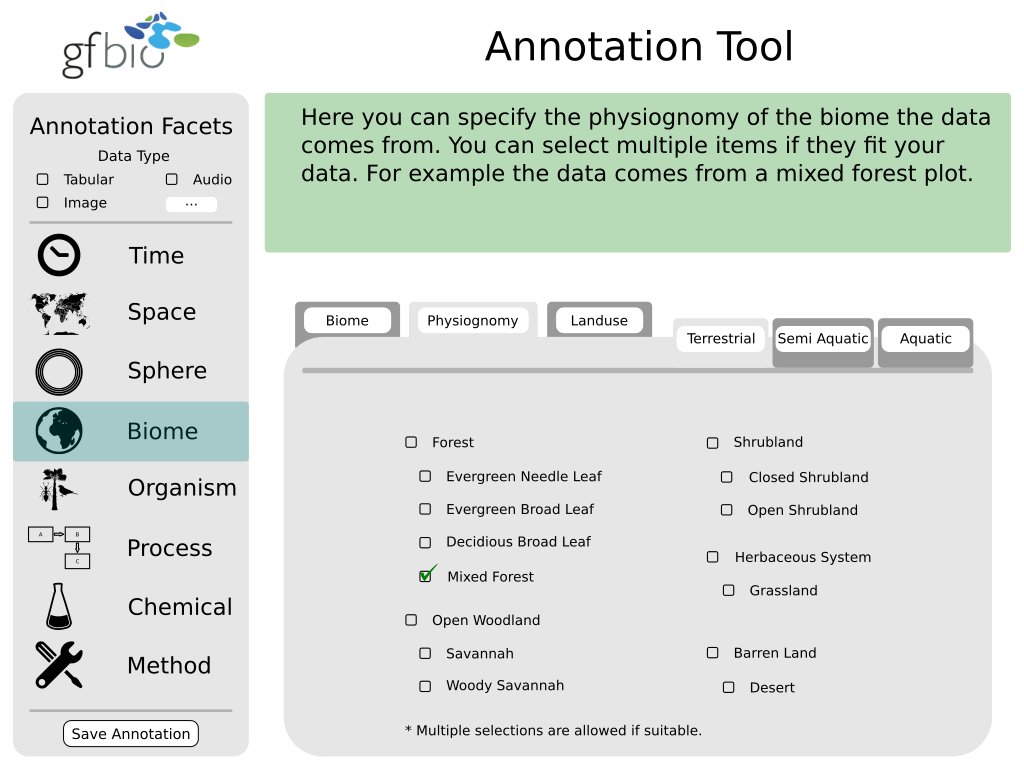 gfbio
Annotation Tool
Annotation Facets
Data Type
Tabular
Audio
Image
...
Time
Space
Sphere
Biome
Organism
A
B
C
Process
Chemical
Method
Save Annotation
Here you can specify the physiognomy of the biome the data
comes from. You can select multiple items if they fit your
data. For example the data comes from a mixed forest plot.
Biome
Physiognomy
Landuse
Terrestrial
Semi Aquatic
Aquatic
Forest
Evergreen Needle Leaf
Evergreen Broad Leaf
Decidious Broad Leaf
Mixed Forest
Open Woodland
Savannah
Woody Savannah
Shrubland
Closed Shrubland
Open Shrubland
Herbaceous System
Grassland
Barren Land
Desert
* Multiple selections are allowed if suitable.